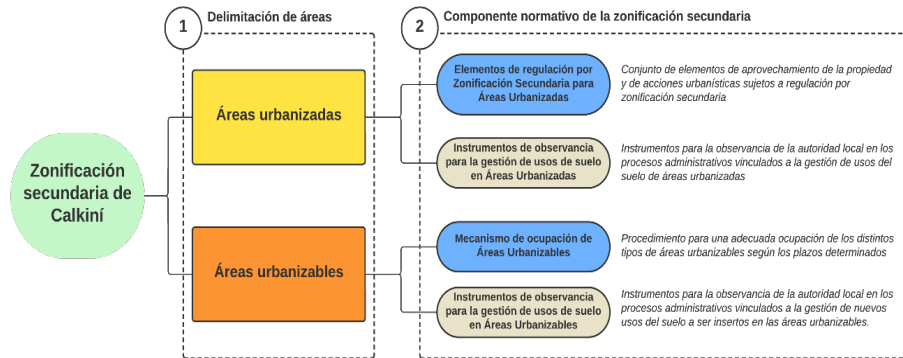 1
Delimitación de áreas
2
Componente normativo de la zonificación secundaria
Zonificación
secundaria de
Calkiní
Áreas urbanizadas
Elementos de regulación por
Zonificación Secundaria para
Áreas Urbanizadas
Conjunto de elementos de aprovechamiento de la propiedad
y de acciones urbanísticas sujetos a regulación por
zonificación secundaria
Instrumentos de observancia
para la gestión de usos de suelo
en Áreas Urbanizadas
Instrumentos para la observancia de la autoridad local en los
procesos administrativos vinculados a la gestión de usos del
suelo de áreas urbanizadas
Áreas urbanizables
Mecanismo de ocupación de
Áreas Urbanizables
Procedimiento para una adecuada ocupación de los distintos
tipos de áreas urbanizables según los plazos determinados
Instrumentos de observancia
para la gestión de usos de suelo
en Áreas Urbanizables
Instrumentos para la observancia de la autoridad local en los
procesos administrativos vinculados a la gestión de nuevos
usos del suelo a ser insertos en las áreas urbanizables.